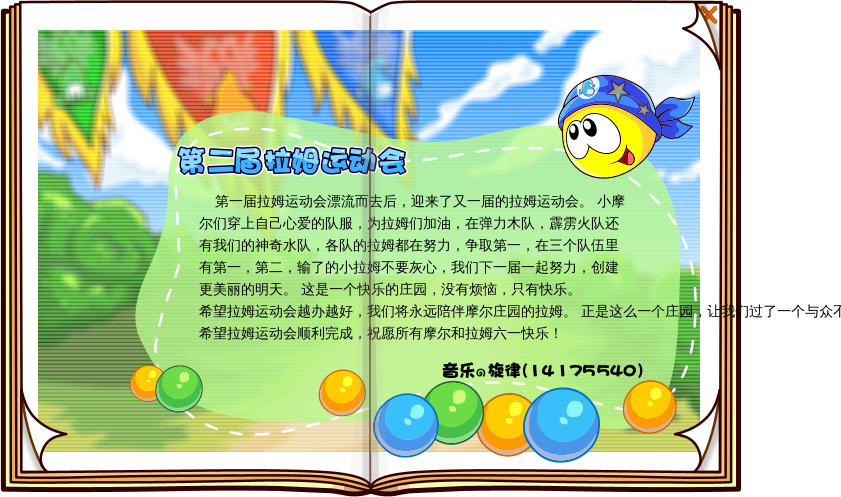 第二届拉姆运动会
第一届拉姆运动会漂流而去后，迎来了又一届的拉姆运动会。 小摩
尔们穿上自己心爱的队服，为拉姆们加油，在弹力木队，霹雳火队还
有我们的神奇水队，各队的拉姆都在努力，争取第一，在三个队伍里
有第一，第二，输了的小拉姆不要灰心，我们下一届一起努力，创建
更美丽的明天。 这是一个快乐的庄园，没有烦恼，只有快乐。
希望拉姆运动会越办越好，我们将永远陪伴摩尔庄园的拉姆。 正是这么一个庄园，让我们过了一个与众不
希望拉姆运动会顺利完成，祝愿所有摩尔和拉姆六一快乐！
音乐๑旋律(14175540)